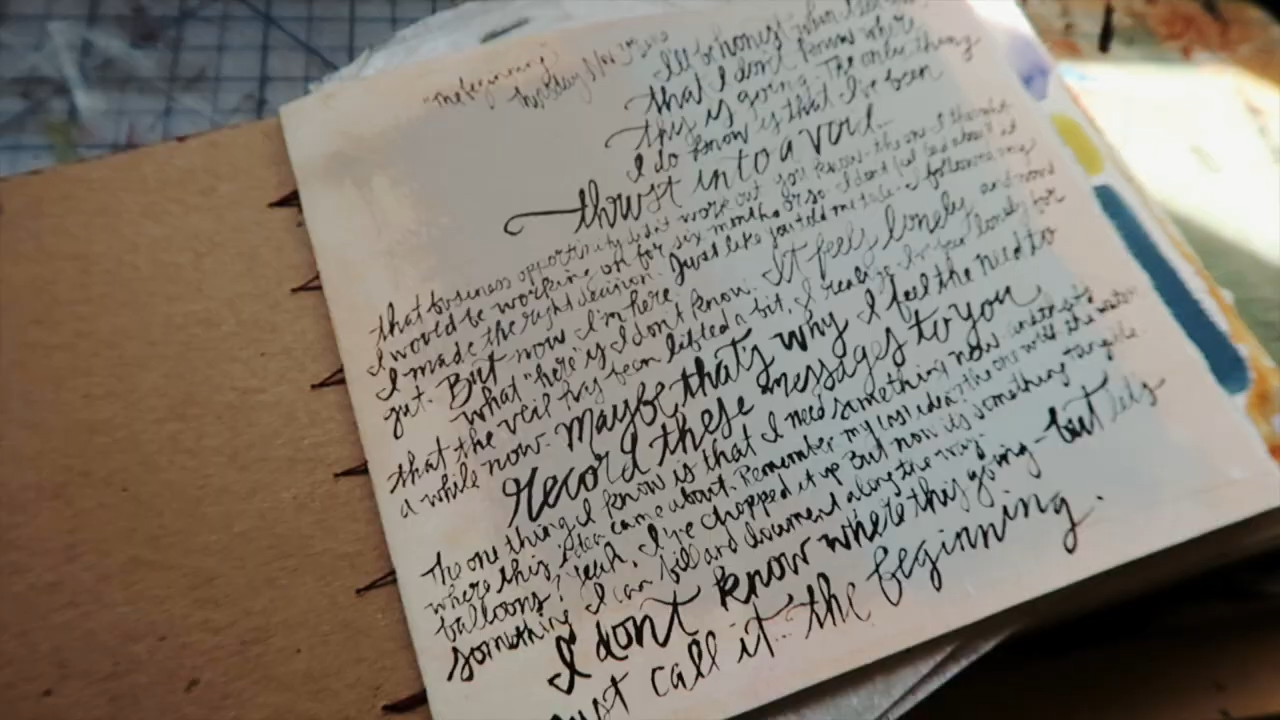 "The beginning"
I'll be honest when I tell you
that I don't know where
this is going. The only thing
I do know is that I've been
thrust into a void...
that business opportunity didn't work out you know - the one I thought
I would be working on for six months or so. I don't feel bad about it
I made the right decision. Just like you told me to - I followed my
gut. But now I'm here.
what "here" is I don't know. It feels lonely and now
that the veil has been lifted a bit, I realize I've been lonely for
a while now. Maybe that's why I feel the need to
record these messages to you.
The one thing I know is that I need something now
where this idea came about. Remember my last idea? The one with the water
balloons? Yeah, I've chopped it up But now it's something tangible
something I can fill and document along the way.
I don't know where this going - but let's
just call it... the beginning.